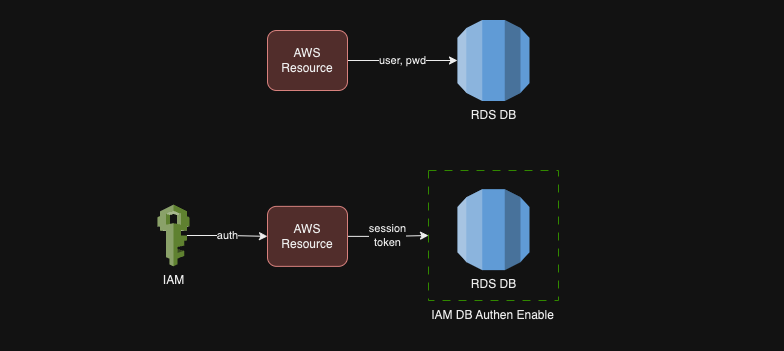 AWS
Resource
user, pwd
RDS DB
IAM
auth
AWS
Resource
session
token
RDS DB
IAM DB Authen Enable